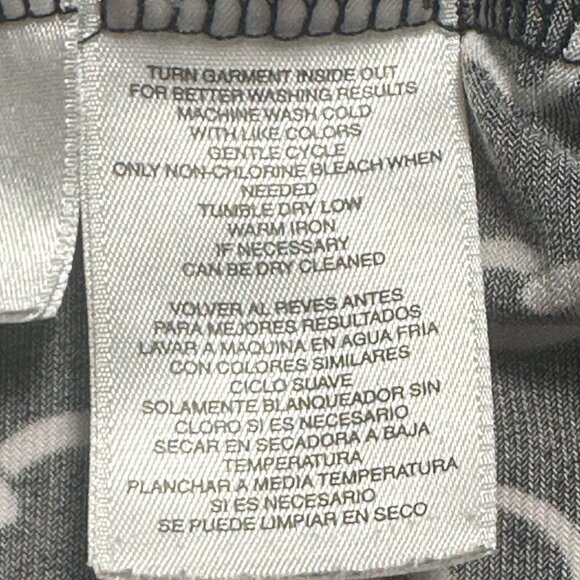 TURN GARMENT INSIDE OUT
FOR BETTER WASHING RESULTS
MACHINE WASH COLD
WITH LIKE COLORS
GENTLE CYCLE
ONLY NON-CHLORINE BLEACH WHEN
NEEDED
TUMBLE DRY LOW
WARM IRON
IF NECESSARY
CAN BE DRY CLEANED
VOLVER AL REVES ANTES
PARA MEJORES RESULTADOS
LAVAR A MAQUINA EN AGUA FRIA
CON COLORES SIMILARES
CICLO SUAVE
SOLAMENTE BLANQUEADOR SIN
CLORO SI ES NECESARIO
SECAR EN SECADORA A BAJA
TEMPERATURA
PLANCHAR A MEDIA TEMPERATURA
SI ES NECESARIO
SE PUEDE LIMPIAR EN SECO